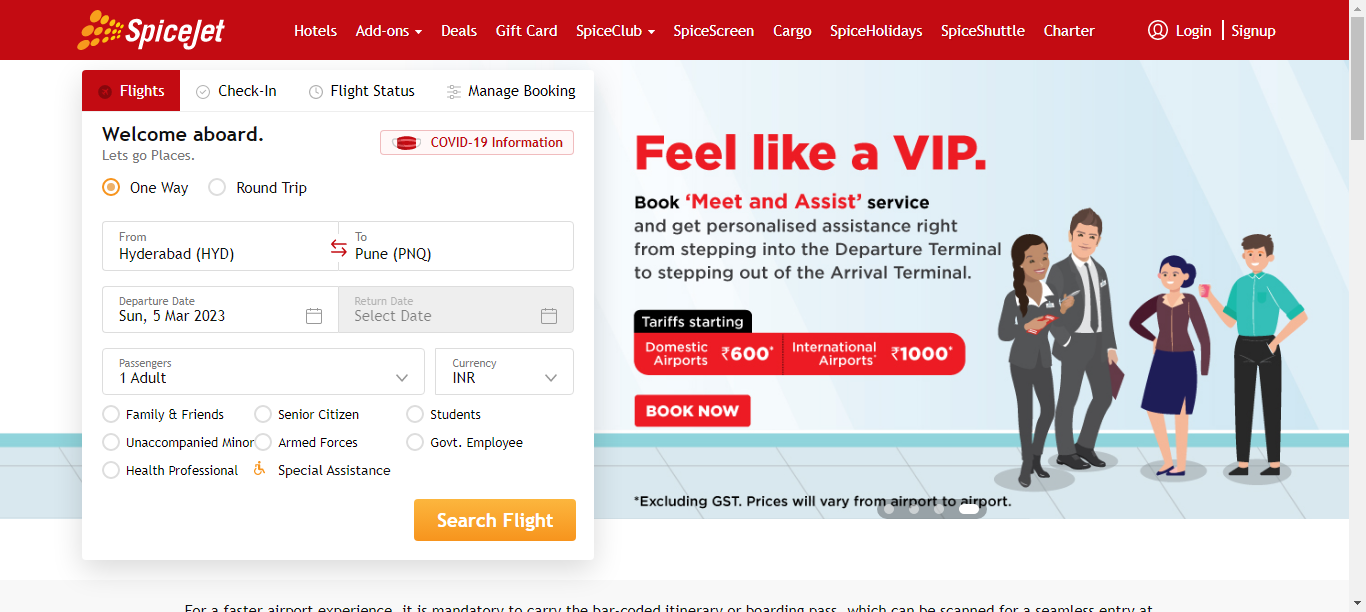 SpiceJet
Hotels Add-ons Deals Gift Card SpiceClub SpiceScreen Cargo SpiceHolidays SpiceShuttle Charter Login Signup
Flights Check-In Flight Status Manage Booking
Welcome aboard.
Lets go Places.
COVID-19 Information
One Way Round Trip
From
Hyderabad (HYD)
To
Pune (PNQ)
Departure Date
Sun, 5 Mar 2023
Return Date
Select Date
Passengers
1 Adult
Currency
INR
Family & Friends Senior Citizen Students
Unaccompanied Minor Armed Forces Govt. Employee
Health Professional Special Assistance
Search Flight
Feel like a VIP.
Book ‘Meet and Assist’ service
and get personalised assistance right
from stepping into the Departure Terminal
to stepping out of the Arrival Terminal.
Tariffs starting
Domestic Airports ₹600*
International Airports* ₹1000*
BOOK NOW
*Excluding GST. Prices will vary from airport to airport.
For a faster airport experience, it is mandatory to carry the bar-coded itinerary or boarding pass, which can be scanned for a seamless entry at